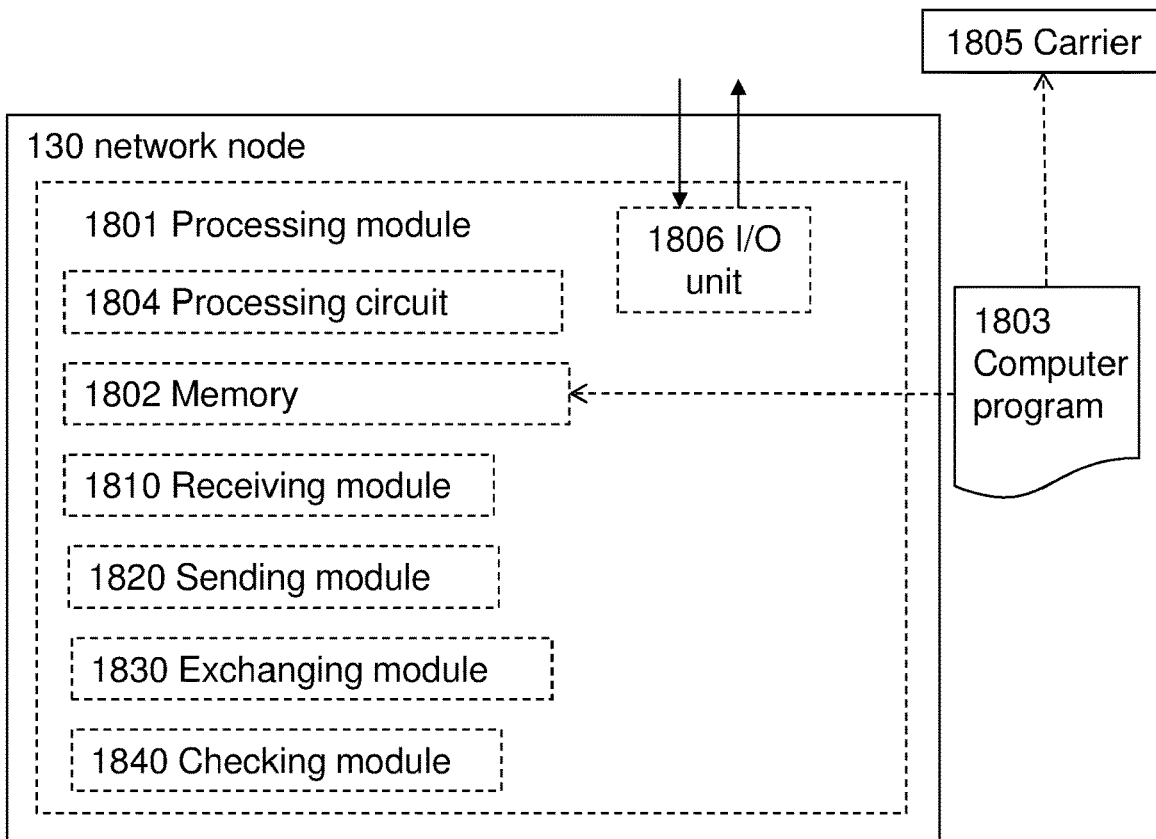 1805 Carrier
130 network node
1801 Processing module
1806 I/O
unit
1804 Processing circuit
1803
Computer
program
1802 Memory
1810 Receiving module
1820 Sending module
1830 Exchanging module
1840 Checking module